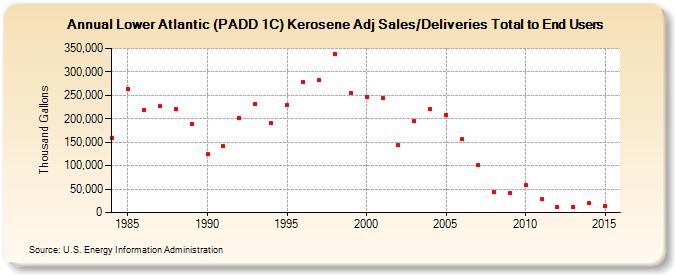 Annual Lower Atlantic (PADD 1C) Kerosene Adj Sales/Deliveries Total to End Users
Thousand Gallons
350,000
300,000
250,000
200,000
150,000
100,000
50,000
0
1985 1990 1995 2000 2005 2010 2015
Source: U.S. Energy Information Administration